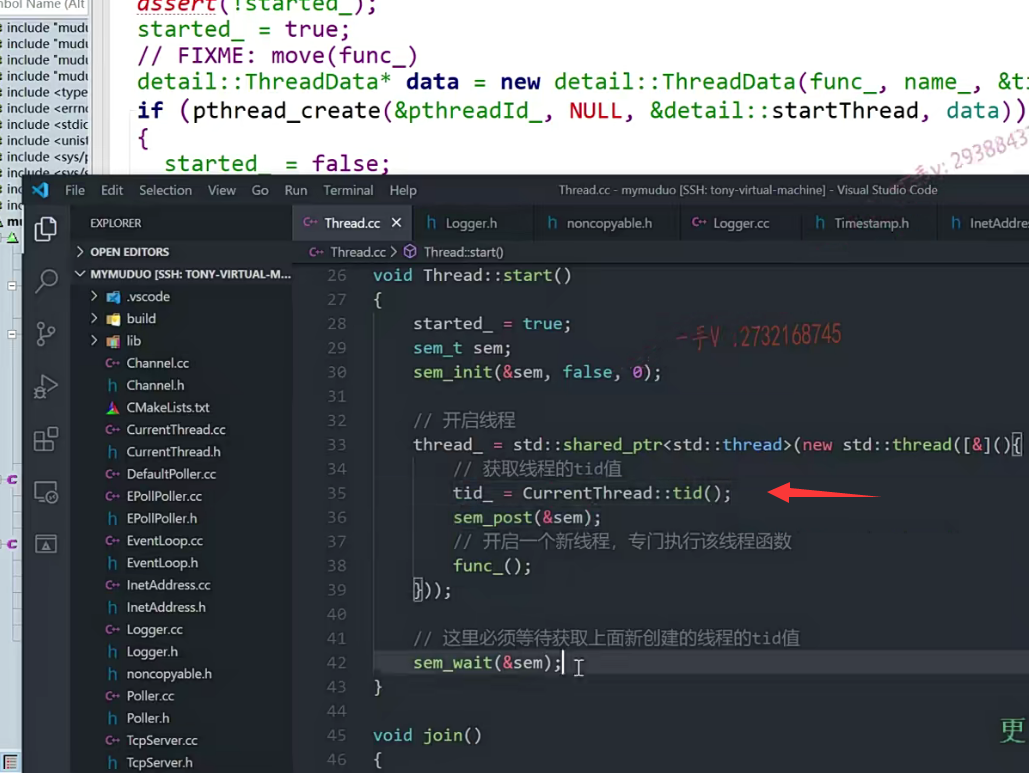 mbol Name (Alt
assert(!started_);
started_ = true;
// FIXME: move(func_)
detail::ThreadData* data = new detail::ThreadData(func_, name_, &ti
if (pthread_create(&pthreadId_, NULL, &detail::startThread, data))
{
started_ = false;
include "mudu
include "mudu
include "mudu
include "mudu
include <type
include <errno
include <stdic
include <unist
include <sys/p
include <sys/s
File Edit Selection View Go Run Terminal Help
Thread.cc - mymuduo [SSH: tony-virtual-machine] - Visual Studio Code
EXPLORER
OPEN EDITORS
MYMUDUO [SSH: TONY-VIRTUAL-M...
.vscode
build
lib
Channel.cc
Channel.h
CMakeLists.txt
CurrentThread.cc
CurrentThread.h
DefaultPoller.cc
EPollPoller.cc
EPollPoller.h
EventLoop.cc
EventLoop.h
InetAddress.cc
InetAddress.h
Logger.cc
Logger.h
noncopyable.h
Poller.cc
Poller.h
TcpServer.cc
TcpServer.h
Thread.cc Logger.h noncopyable.h Logger.cc Timestamp.h InetAddre
Thread.cc > Thread::start()
26 void Thread::start()
27 {
28 started_ = true;
29 sem_t sem;
30 sem_init(&sem, false, 0);
31
32 // 开启线程
33 thread_ = std::shared_ptr<std::thread>(new std::thread([&](){
34 // 获取线程的tid值
35 tid_ = CurrentThread::tid();
36 sem_post(&sem);
37 // 开启一个新线程，专门执行该线程函数
38 func_();
39 }));
40
41 // 这里必须等待获取上面新创建的线程的tid值
42 sem_wait(&sem);
43 }
44
45 void join()
46 {
一手V .2732168745
更